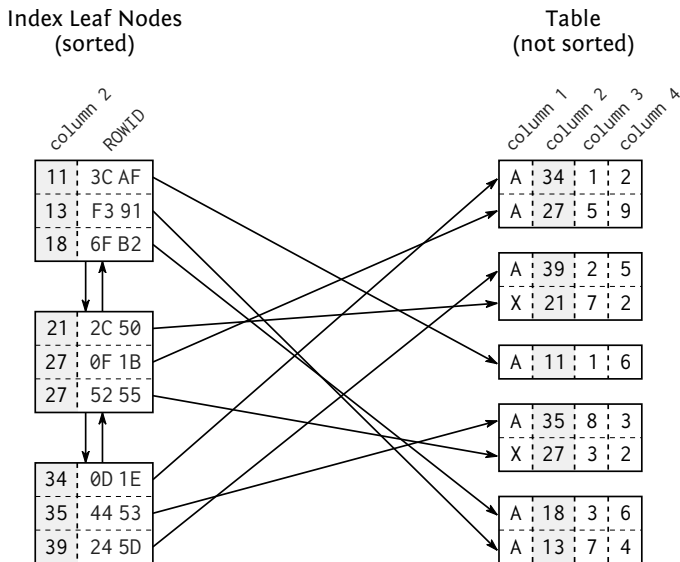 Index Leaf Nodes
(sorted)
column 2
ROWID
11 3C AF
13 F3 91
18 6F B2
21 2C 50
27 0F 1B
27 52 55
34 0D 1E
35 44 53
39 24 5D
Table
(not sorted)
column 1
column 2
column 3
column 4
A 34 1 2
A 27 5 9
A 39 2 5
X 21 7 2
A 11 1 6
A 35 8 3
X 27 3 2
A 18 3 6
A 13 7 4